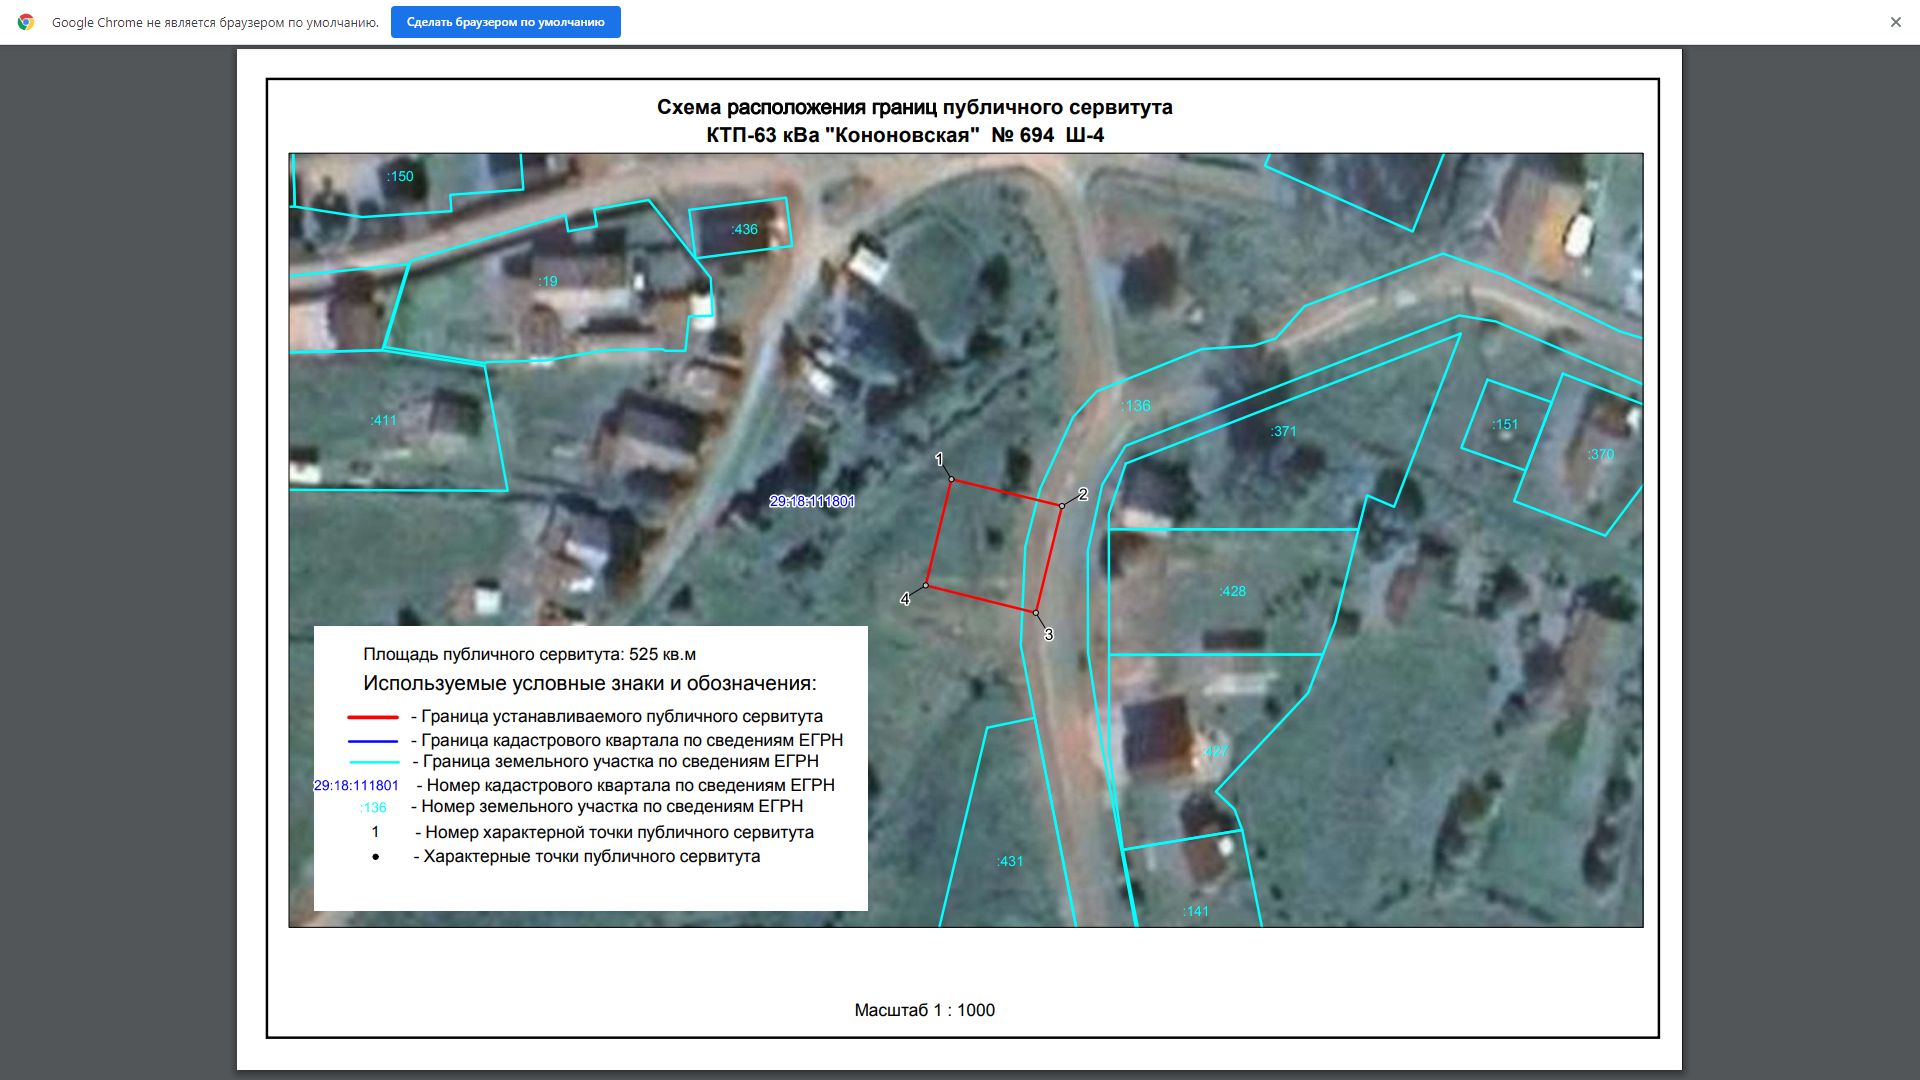 Google Chrome не является браузером по умолчанию.
Сделать браузером по умолчанию
Схема расположения границ публичного сервитута
КТП-63 кВа "Кононовская" № 694 Ш-4
:150
:436
:19
:411
:136
:371
:151
:370
1
2
29:18:111801
:428
4
3
:427
:431
:141
Площадь публичного сервитута: 525 кв.м
Используемые условные знаки и обозначения:
- Граница устанавливаемого публичного сервитута
- Граница кадастрового квартала по сведениям ЕГРН
- Граница земельного участка по сведениям ЕГРН
29:18:111801 - Номер кадастрового квартала по сведениям ЕГРН
:136 - Номер земельного участка по сведениям ЕГРН
1 - Номер характерной точки публичного сервитута
- Характерные точки публичного сервитута
Масштаб 1 : 1000